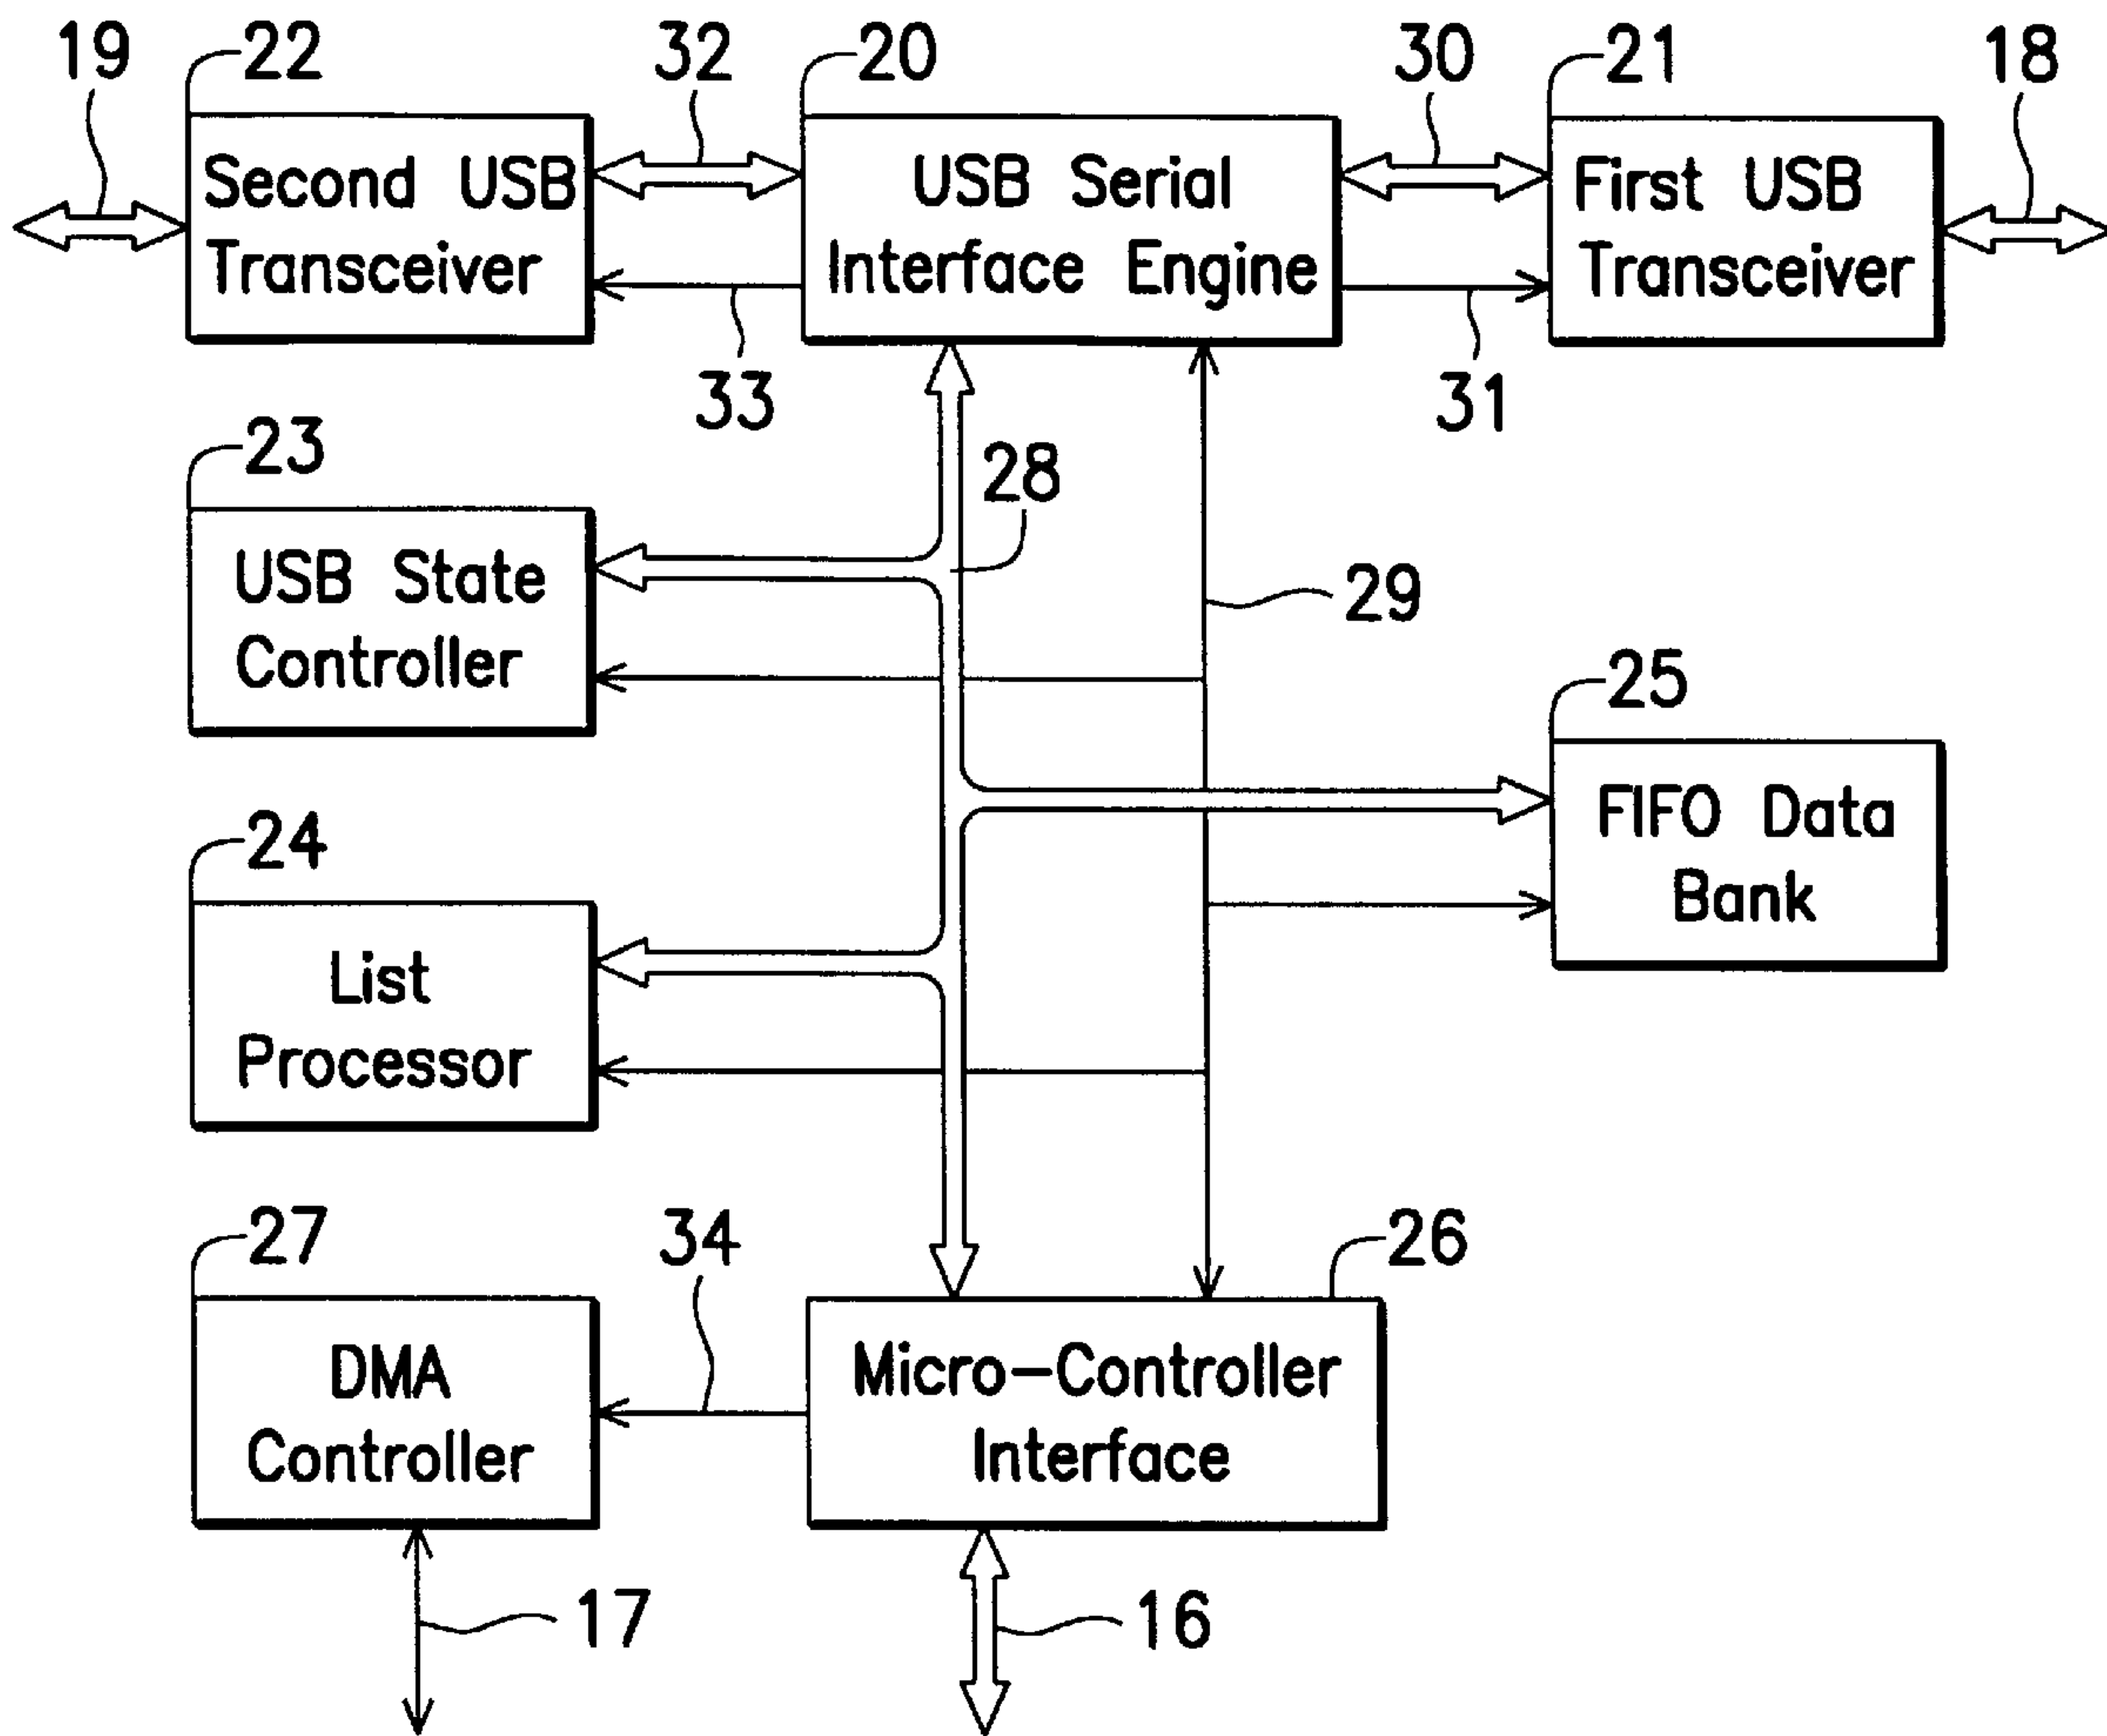 19
22
32
20
30
21
18
Second USB
Transceiver
USB Serial
Interface Engine
First USB
Transceiver
33
31
23
28
USB State
Controller
29
25
FIFO Data
Bank
24
List
Processor
27
34
26
DMA
Controller
Micro-Controller
Interface
17
16